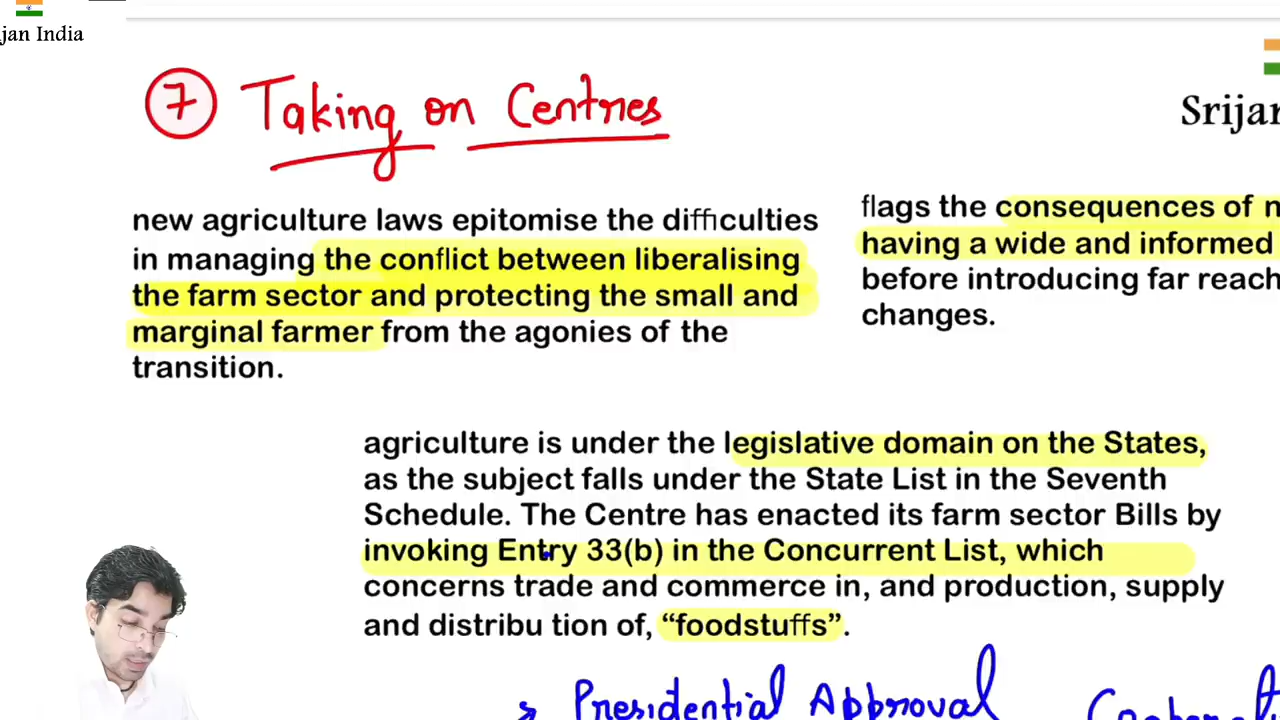 jan India
7 Taking on Centres
Srijan
new agriculture laws epitomise the difficulties
in managing the conflict between liberalising
the farm sector and protecting the small and
marginal farmer from the agonies of the
transition.
flags the consequences of
having a wide and informed
before introducing far reach
changes.
agriculture is under the legislative domain on the States,
as the subject falls under the State List in the Seventh
Schedule. The Centre has enacted its farm sector Bills by
invoking Entry 33(b) in the Concurrent List, which
concerns trade and commerce in, and production, supply
and distribu tion of, “foodstuffs”.
Presidential Approval